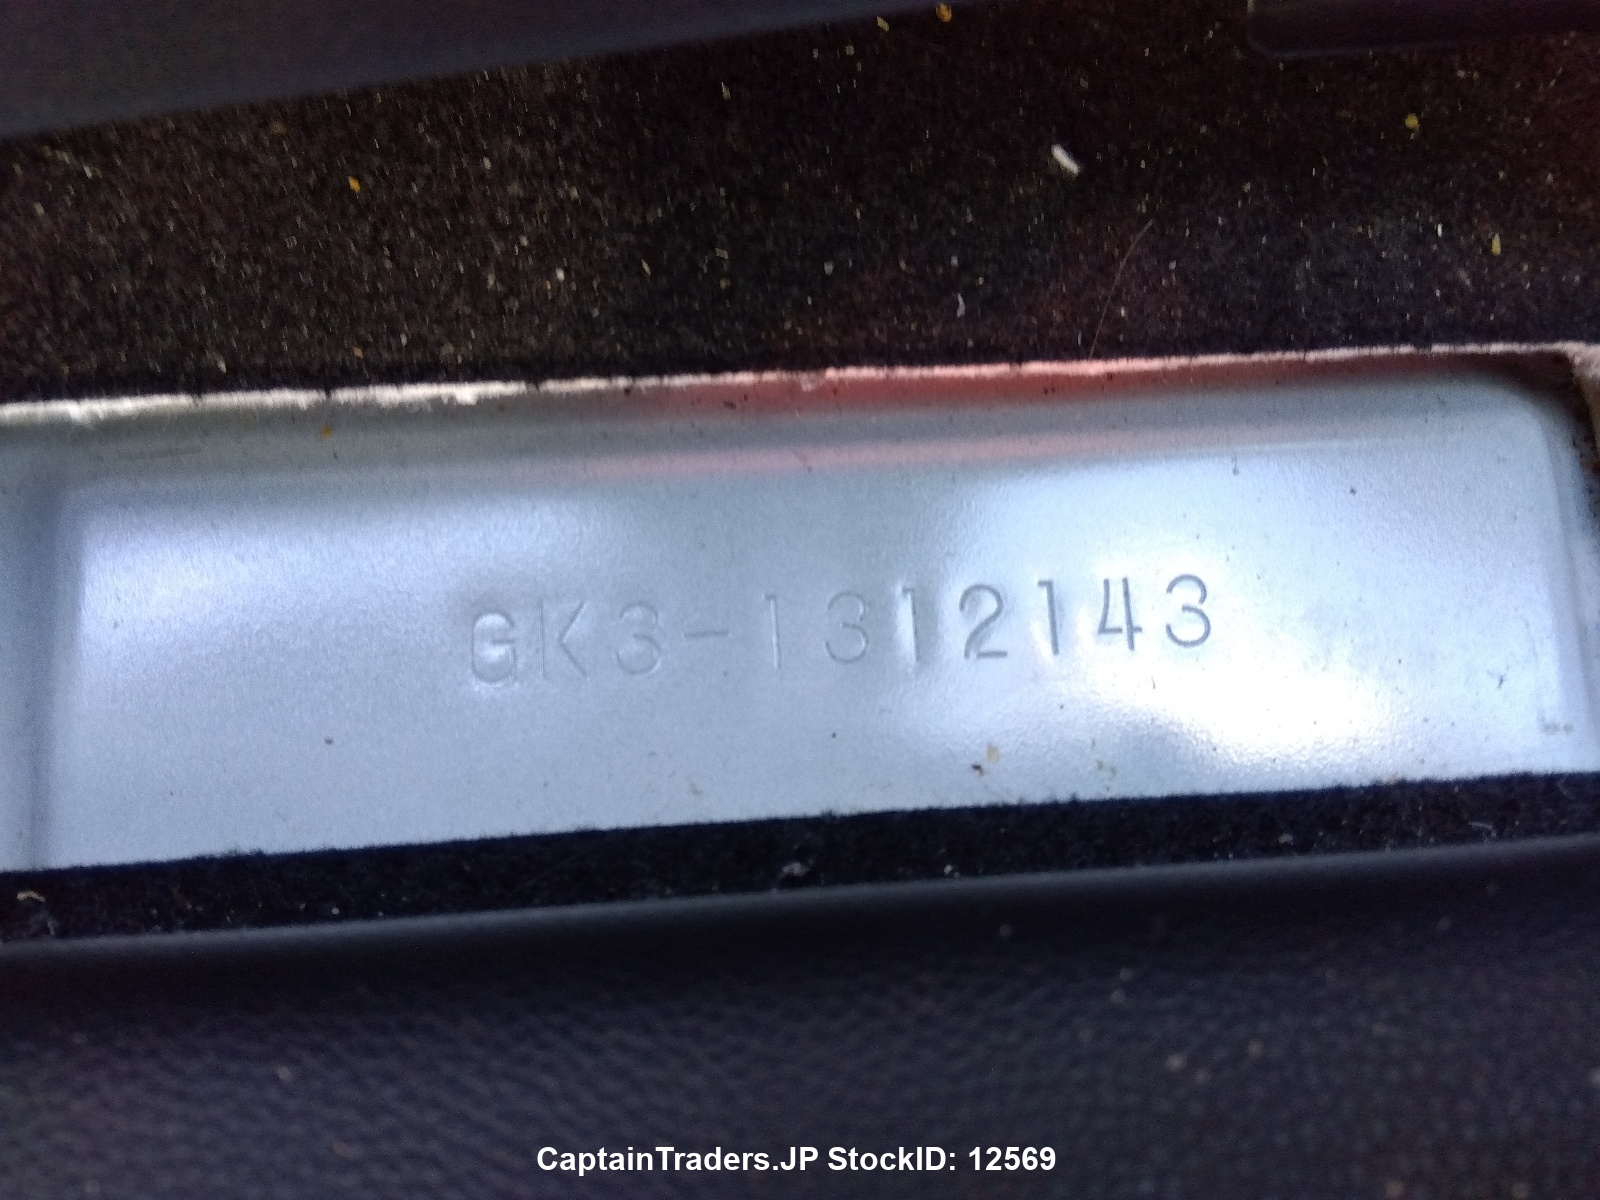 GK3-1312143
CaptainTraders.JP StockID: 12569